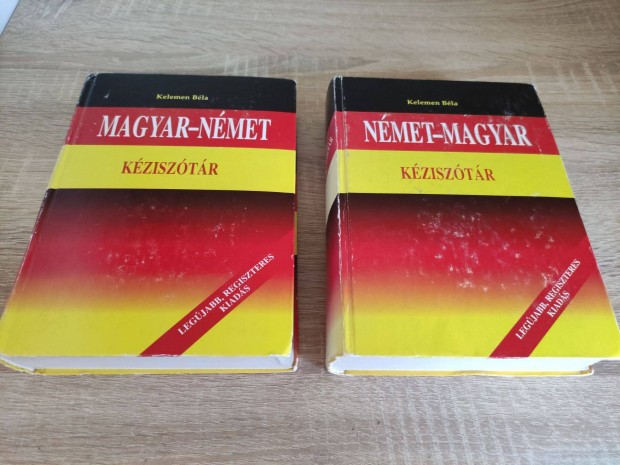 Kelemen Béla
MAGYAR-NÉMET
KÉZISZÓTÁR
LEGÚJABB, REGISZTERES
KIADÁS
Kelemen Béla
NÉMET-MAGYAR
KÉZISZÓTÁR
LEGÚJABB, REGISZTERES
KIADÁS